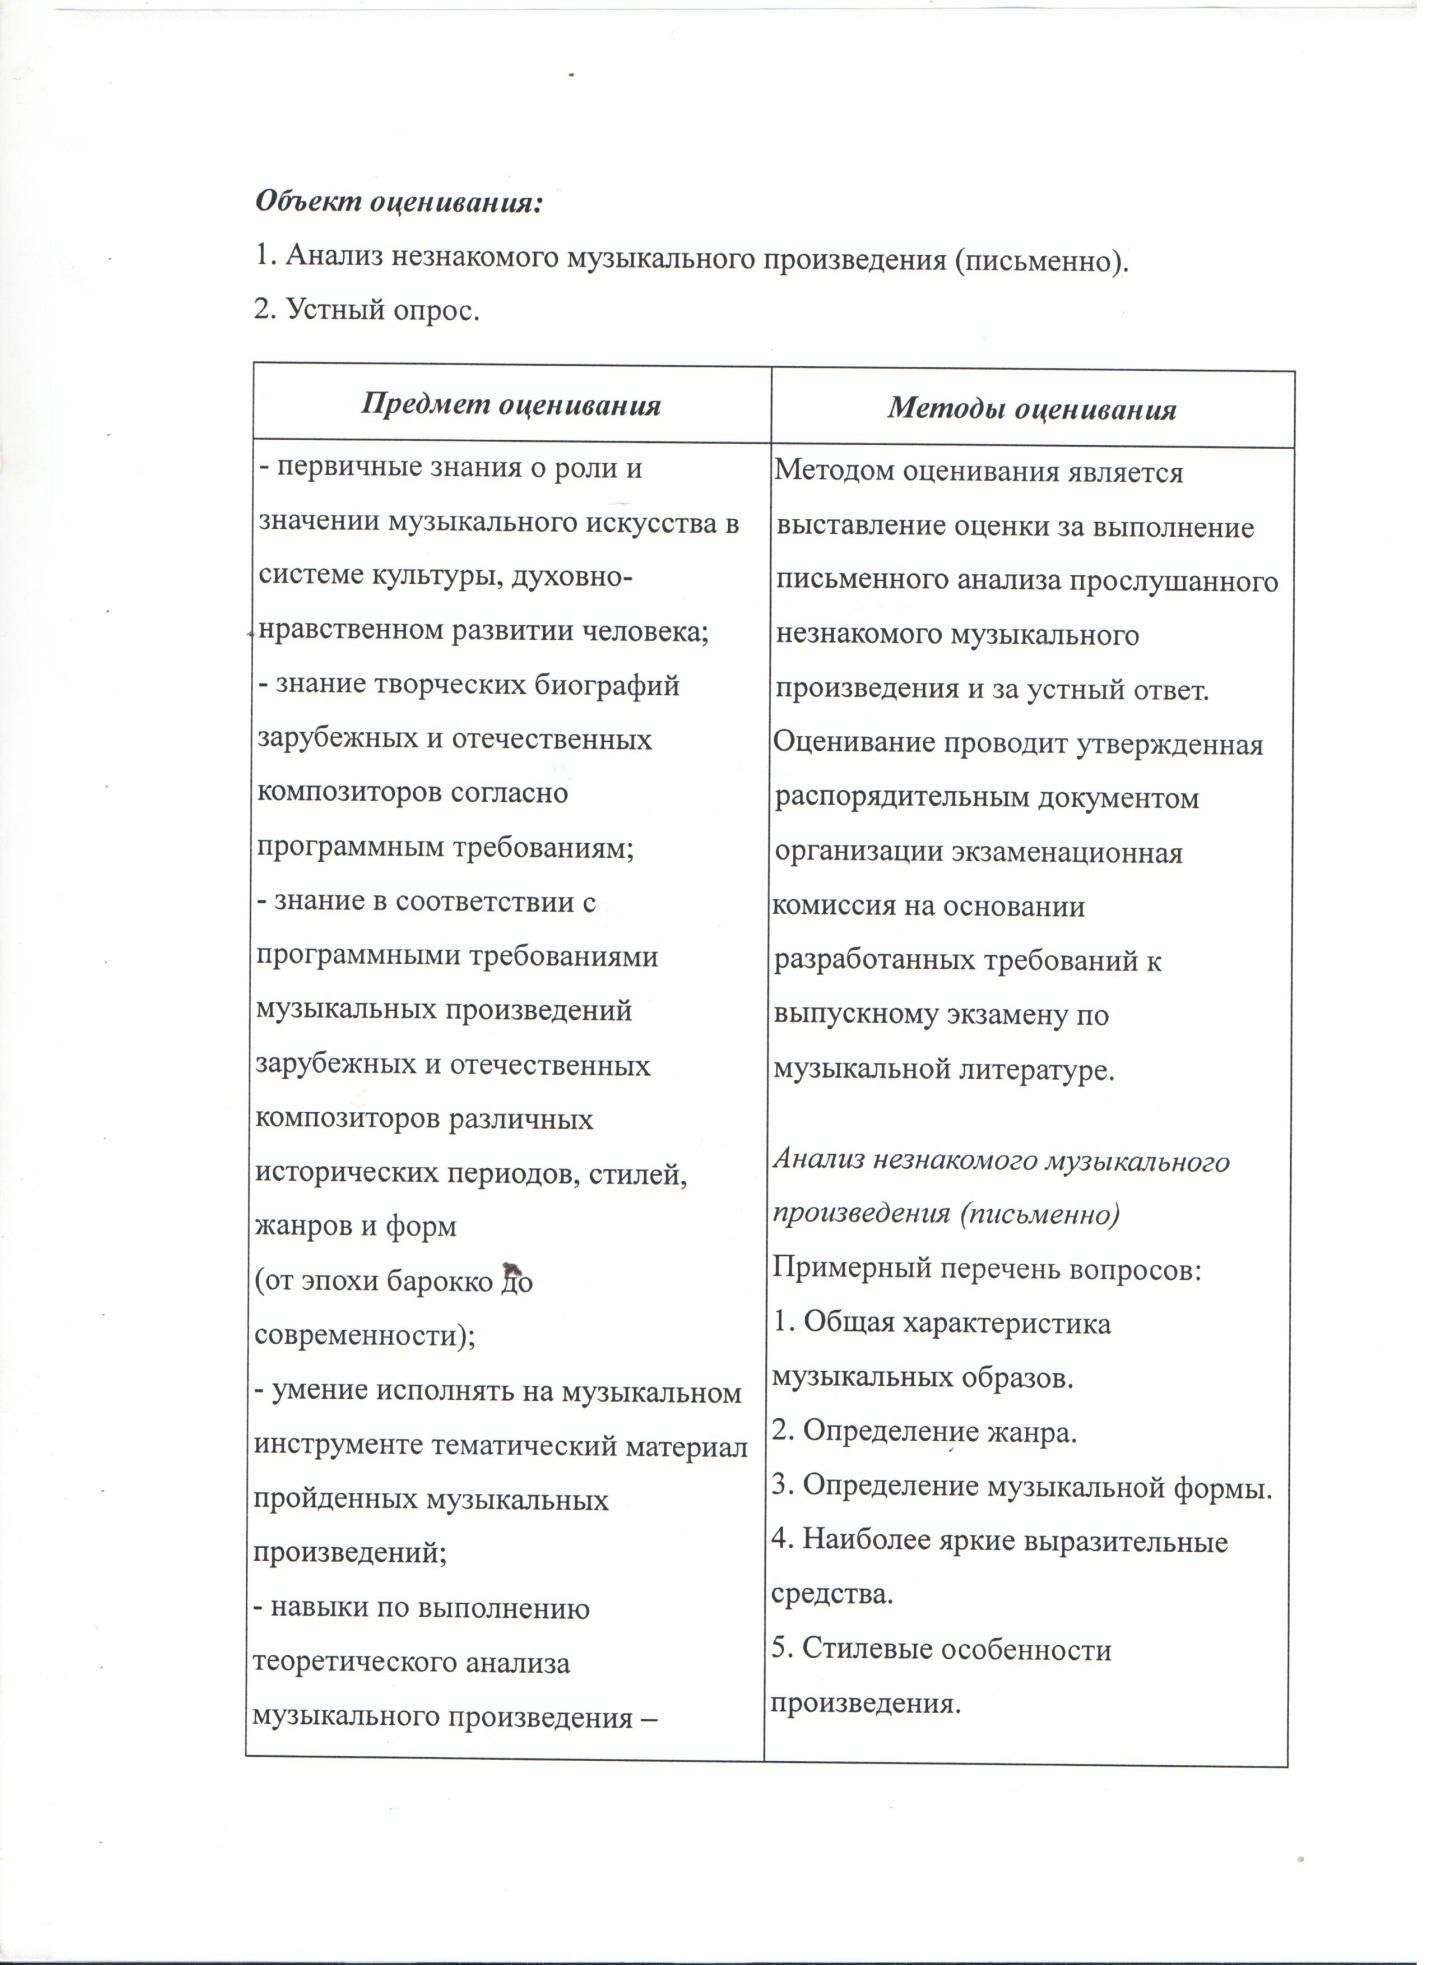 Объект оценивания:
1. Анализ незнакомого музыкального произведения (письменно).
2. Устный опрос.
Предмет оценивания
Методы оценивания
- первичные знания о роли и
значении музыкального искусства в
системе культуры, духовно-
нравственном развитии человека;
- знание творческих биографий
зарубежных и отечественных
композиторов согласно
программным требованиям;
- знание в соответствии с
программными требованиями
музыкальных произведений
зарубежных и отечественных
композиторов различных
исторических периодов, стилей,
жанров и форм
(от эпохи барокко до
современности);
- умение исполнять на музыкальном
инструменте тематический материал
пройденных музыкальных
произведений;
- навыки по выполнению
теоретического анализа
музыкального произведения –
Методом оценивания является
выставление оценки за выполнение
письменного анализа прослушанного
незнакомого музыкального
произведения и за устный ответ.
Оценивание проводит утвержденная
распорядительным документом
организации экзаменационная
комиссия на основании
разработанных требований к
выпускному экзамену по
музыкальной литературе.
Анализ незнакомого музыкального
произведения (письменно)
Примерный перечень вопросов:
1. Общая характеристика
музыкальных образов.
2. Определение жанра.
3. Определение музыкальной формы.
4. Наиболее яркие выразительные
средства.
5. Стилевые особенности
произведения.